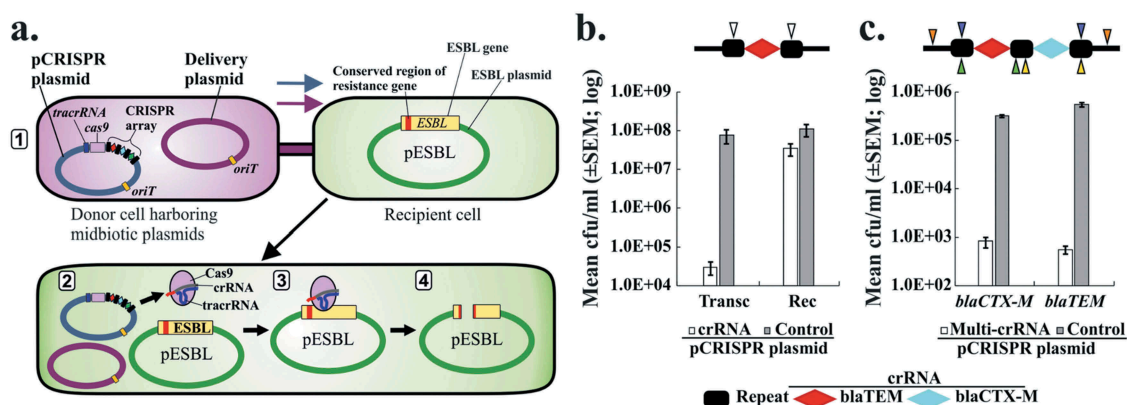 a.
pCRISPR
plasmid
Delivery
plasmid
tracrRNA
cas9
CRISPR
array
oriT
oriT
1
Donor cell harboring
midbiotic plasmids
Conserved region of
resistance gene
ESBL gene
ESBL plasmid
ESBL
pESBL
Recipient cell
2
Cas9
crRNA
tracrRNA
ESBL
pESBL
3
pESBL
4
pESBL
b.
Mean cfu/ml (±SEM; log)
1.0E+09
1.0E+08
1.0E+07
1.0E+06
1.0E+05
1.0E+04
Transc
Rec
crRNA
Control
pCRISPR plasmid
c.
Mean cfu/ml (±SEM; log)
1.0E+06
1.0E+05
1.0E+04
1.0E+03
1.0E+02
blaCTX-M
blaTEM
Multi-crRNA
Control
pCRISPR plasmid
crRNA
Repeat
blaTEM
blaCTX-M